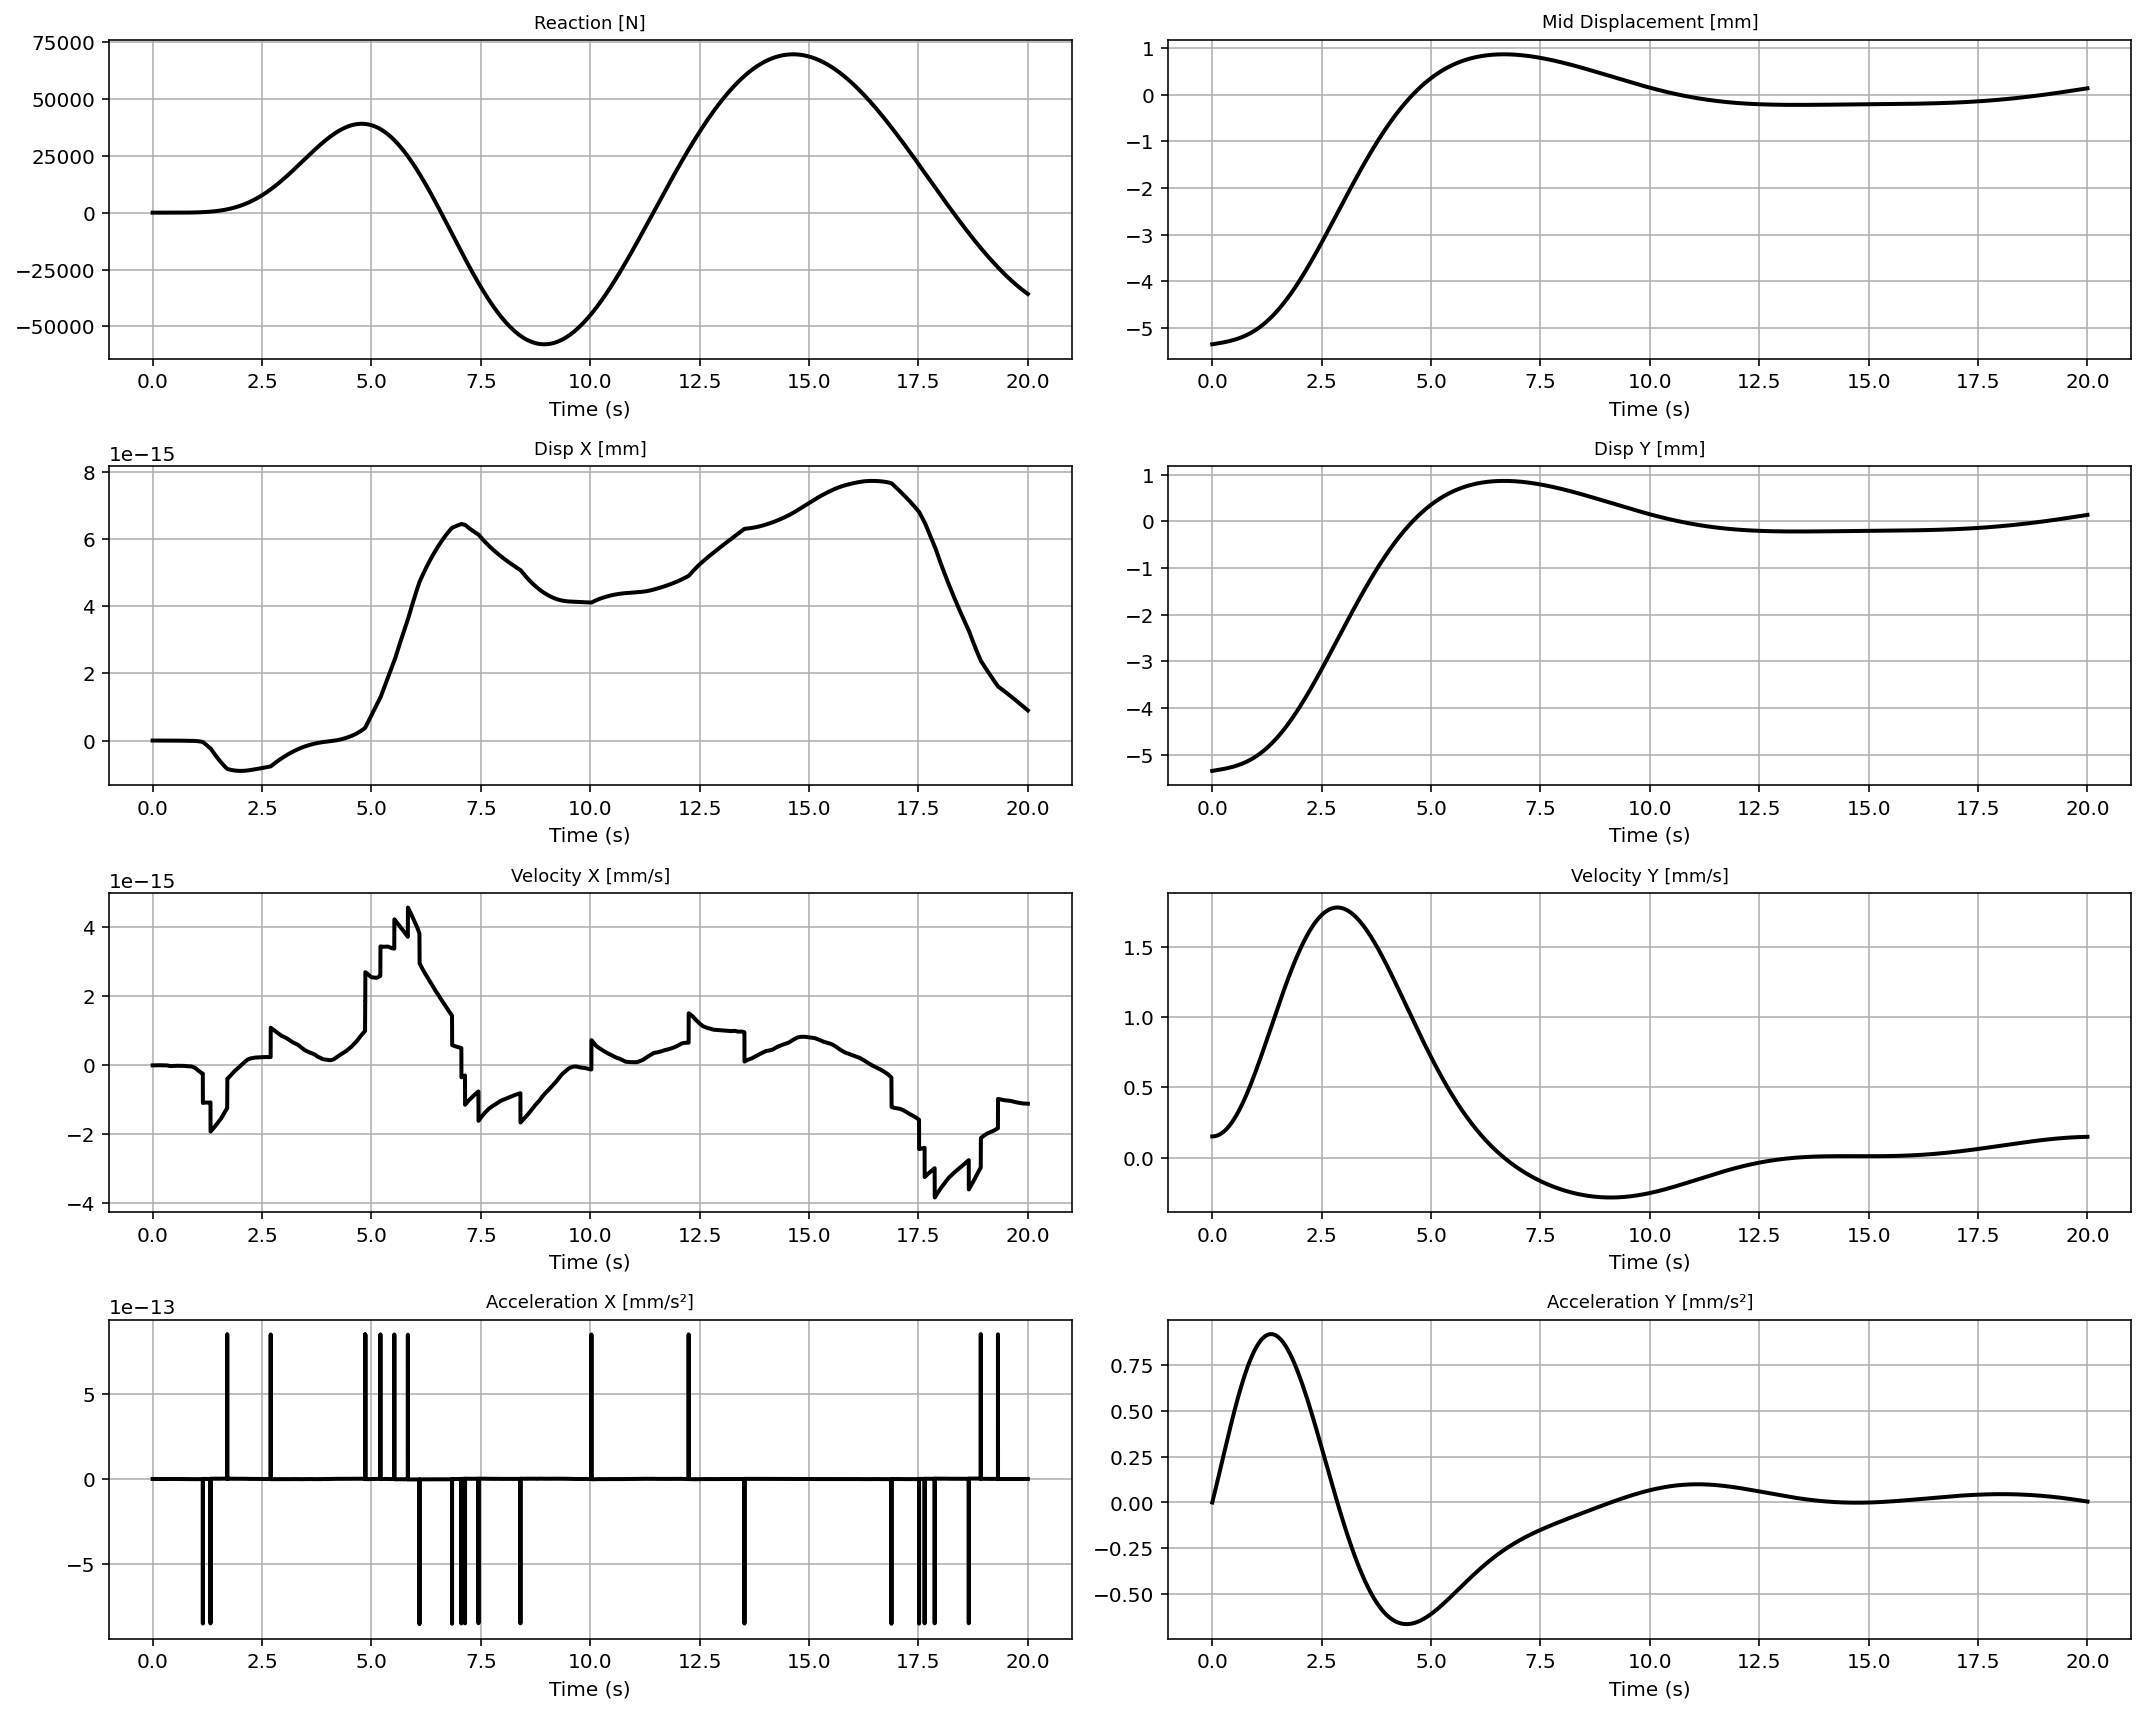 Reaction [N]
75000
50000
25000
0
−25000
−50000
0.0 2.5 5.0 7.5 10.0 12.5 15.0 17.5 20.0
Time (s)
Mid Displacement [mm]
1
0
−1
−2
−3
−4
−5
0.0 2.5 5.0 7.5 10.0 12.5 15.0 17.5 20.0
Time (s)
Disp X [mm]
1e−15
8
6
4
2
0
0.0 2.5 5.0 7.5 10.0 12.5 15.0 17.5 20.0
Time (s)
Disp Y [mm]
1
0
−1
−2
−3
−4
−5
0.0 2.5 5.0 7.5 10.0 12.5 15.0 17.5 20.0
Time (s)
Velocity X [mm/s]
1e−15
4
2
0
−2
−4
0.0 2.5 5.0 7.5 10.0 12.5 15.0 17.5 20.0
Time (s)
Velocity Y [mm/s]
1.5
1.0
0.5
0.0
0.0 2.5 5.0 7.5 10.0 12.5 15.0 17.5 20.0
Time (s)
Acceleration X [mm/s²]
1e−13
5
0
−5
0.0 2.5 5.0 7.5 10.0 12.5 15.0 17.5 20.0
Time (s)
Acceleration Y [mm/s²]
0.75
0.50
0.25
0.00
−0.25
−0.50
0.0 2.5 5.0 7.5 10.0 12.5 15.0 17.5 20.0
Time (s)